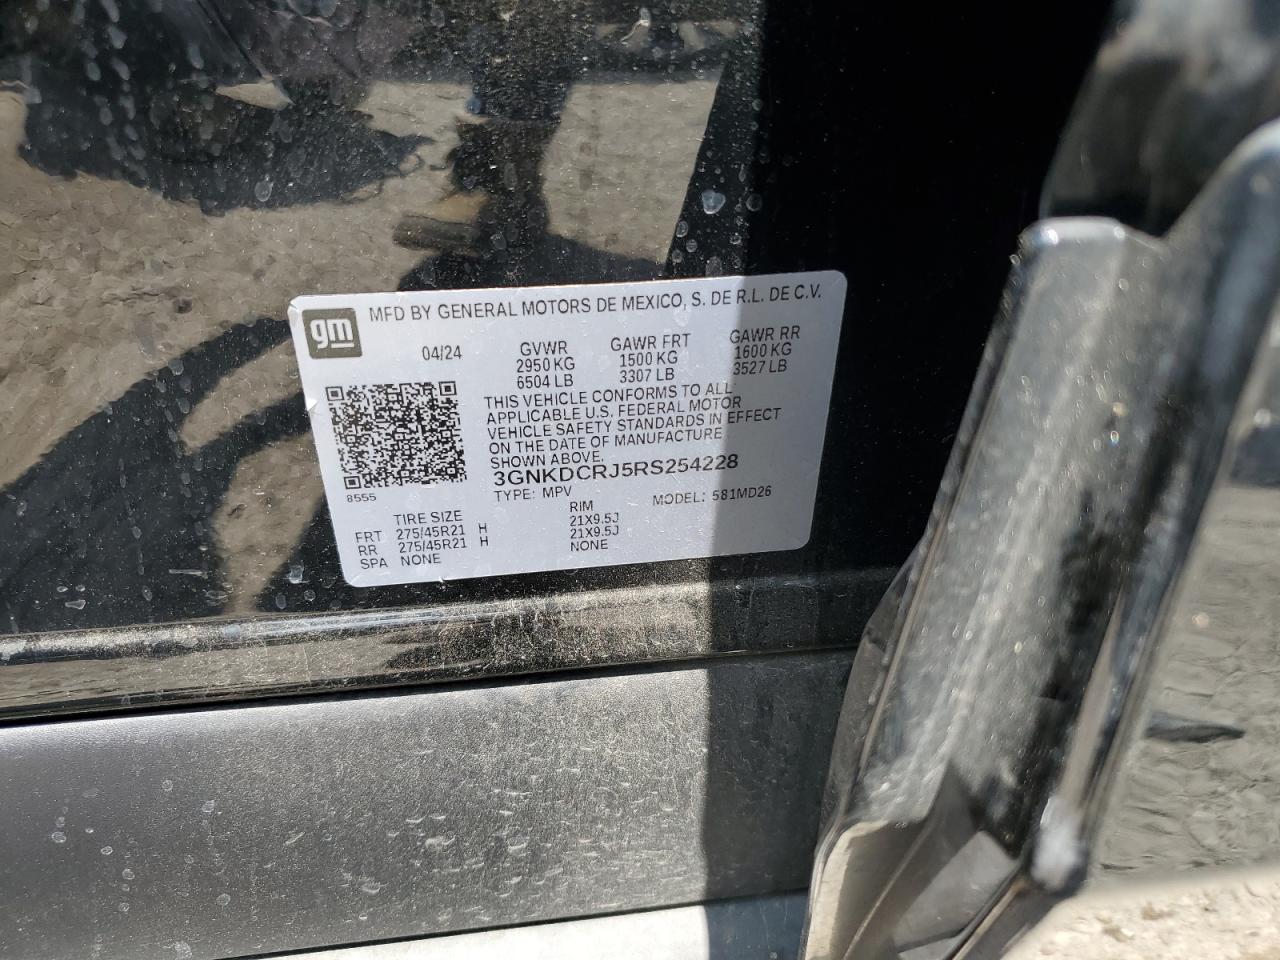 MFD BY GENERAL MOTORS DE MEXICO, S. DE R.L. DE C.V.
gm
04/24
GVWR GAWR FRT GAWR RR
2950 KG 1500 KG 1600 KG
6504 LB 3307 LB 3527 LB
THIS VEHICLE CONFORMS TO ALL
APPLICABLE U.S. FEDERAL MOTOR
VEHICLE SAFETY STANDARDS IN EFFECT
ON THE DATE OF MANUFACTURE
SHOWN ABOVE.
3GNKDCRJ5RS254228
8555
TYPE: MPV MODEL: 581MD26
TIRE SIZE RIM
FRT 275/45R21 H 21X9.5J
RR 275/45R21 H 21X9.5J
SPA NONE NONE